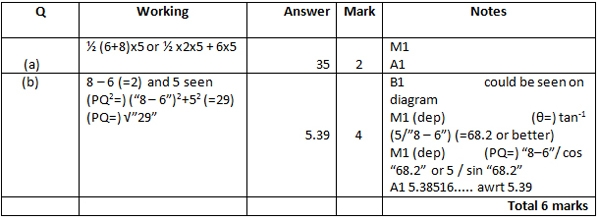 Q Working Answer Mark Notes
(a) ½ (6+8)x5 or ½ x2x5 + 6x5 35 2 M1
A1
(b) 8 – 6 (=2) and 5 seen B1 could be seen on
(PQ²=) (“8 – 6”)²+5² (=29) diagram
(PQ=) √”29” M1 (dep) (θ=) tan⁻¹
5.39 4 (5/”8 – 6”) (=68.2 or better)
M1 (dep) (PQ=) “8–6”/ cos
“68.2” or 5 / sin “68.2”
A1 5.38516..... awrt 5.39
Total 6 marks